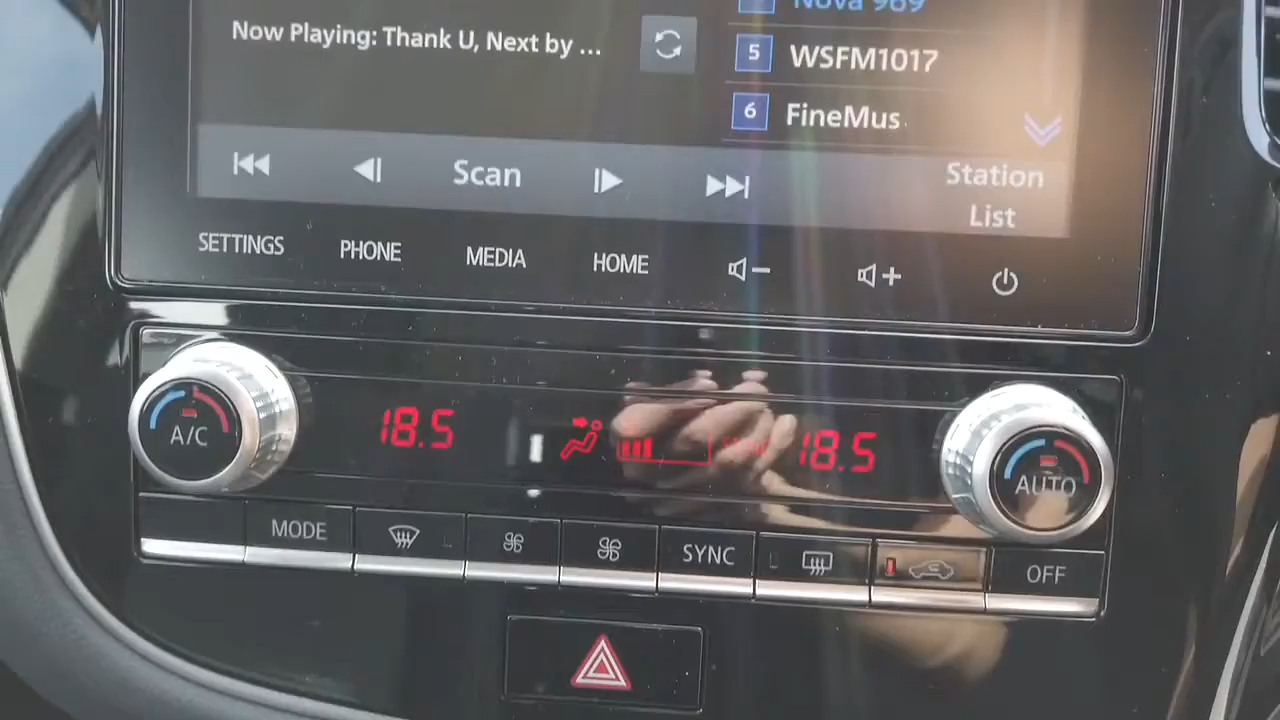 Nova 969
Now Playing: Thank U, Next by ...
5 WSFM1017
6 FineMus
Scan
Station
List
SETTINGS PHONE MEDIA HOME
A/C
18.5
18.5
AUTO
MODE
SYNC
OFF